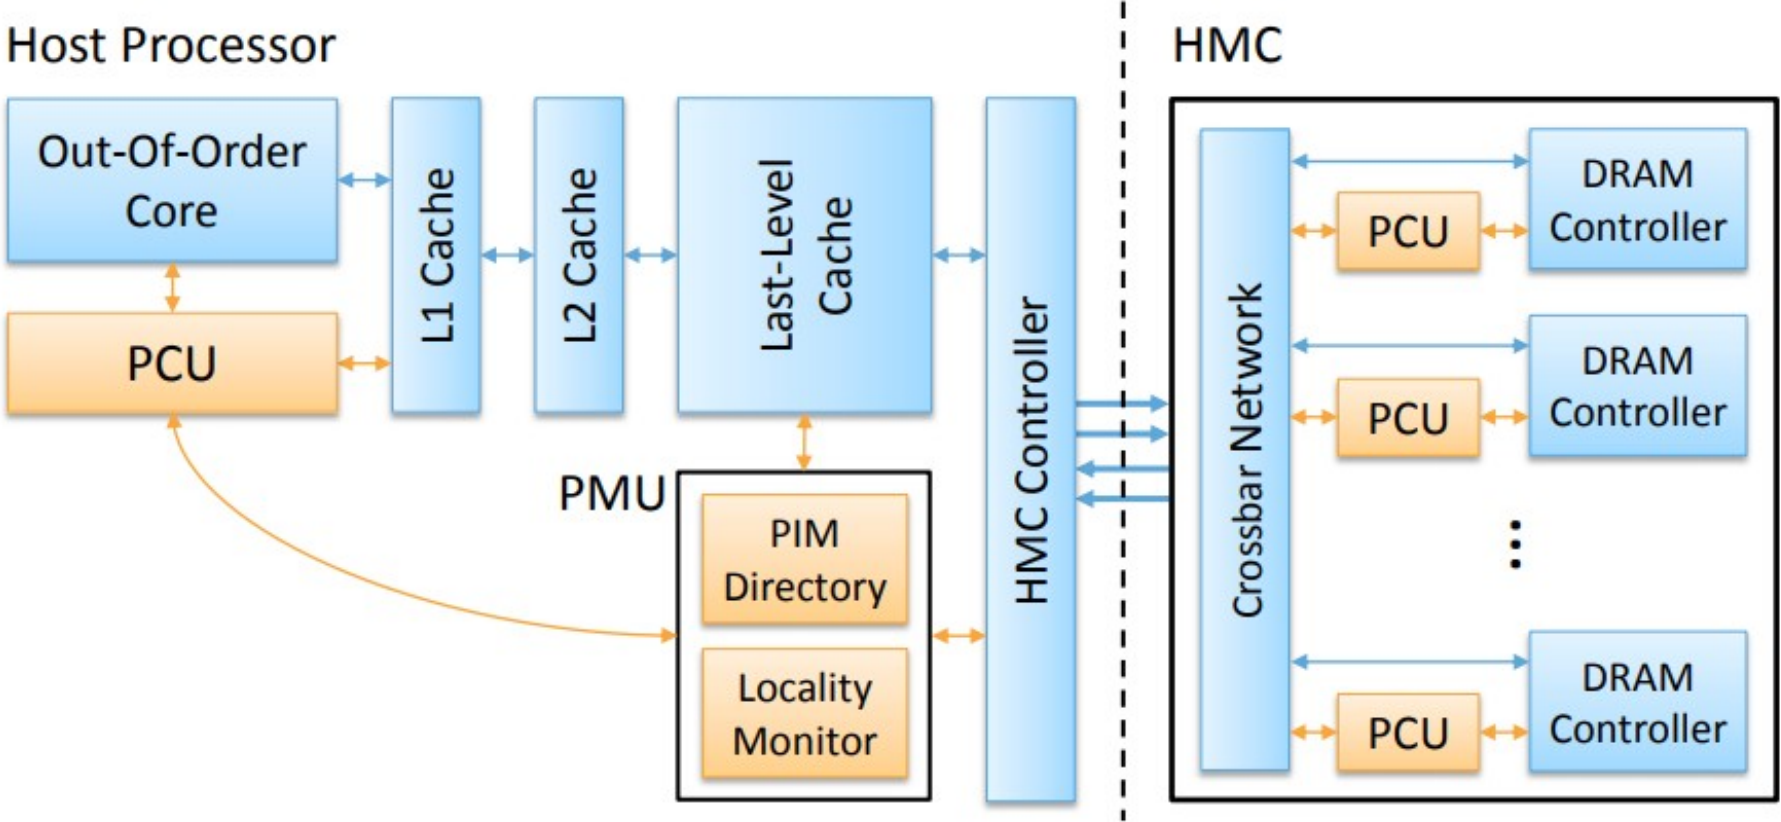 Host Processor
HMC
Out-Of-Order
Core
PCU
L1 Cache
L2 Cache
Last-Level
Cache
PMU
PIM
Directory
Locality
Monitor
HMC Controller
Crossbar Network
PCU
DRAM
Controller
PCU
DRAM
Controller
...
PCU
DRAM
Controller